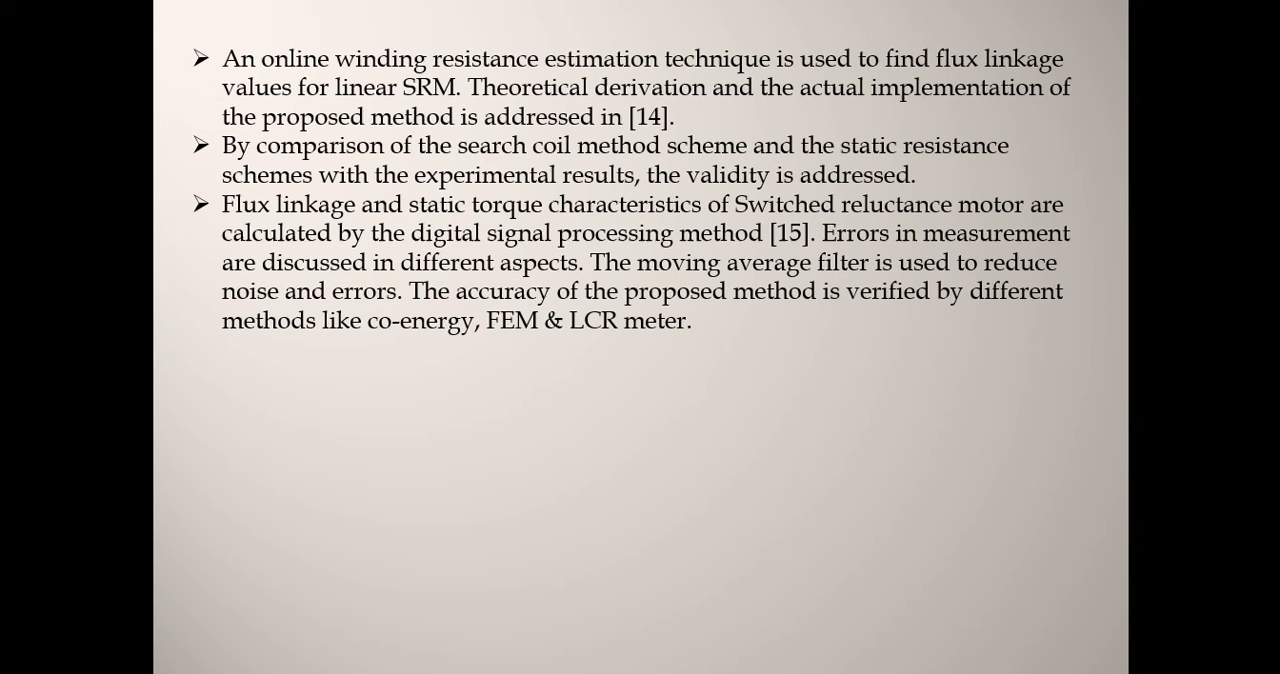 ➢ An online winding resistance estimation technique is used to find flux linkage
values for linear SRM. Theoretical derivation and the actual implementation of
the proposed method is addressed in [14].
➢ By comparison of the search coil method scheme and the static resistance
schemes with the experimental results, the validity is addressed.
➢ Flux linkage and static torque characteristics of Switched reluctance motor are
calculated by the digital signal processing method [15]. Errors in measurement
are discussed in different aspects. The moving average filter is used to reduce
noise and errors. The accuracy of the proposed method is verified by different
methods like co-energy, FEM & LCR meter.